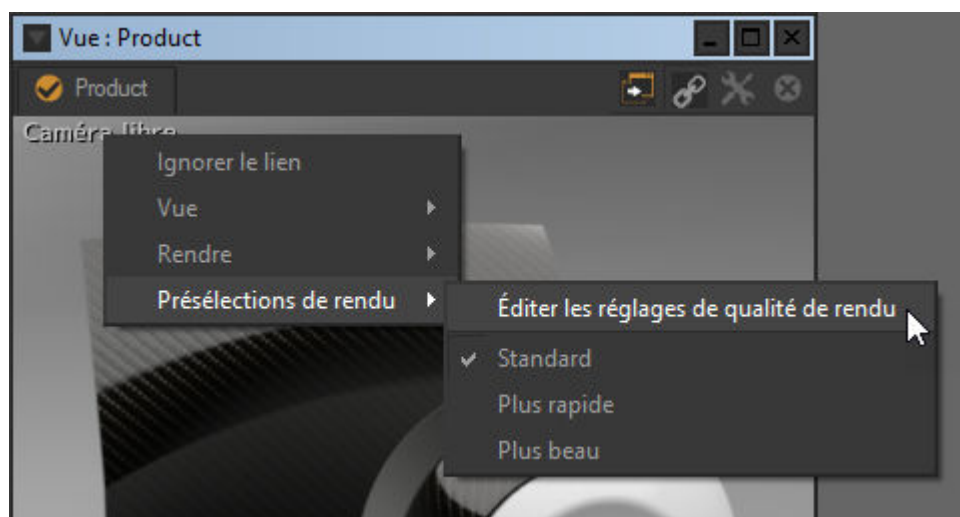 Vue : Product
Product
Caméra libre
Ignorer le lien
Vue
Rendre
Présélections de rendu
Éditer les réglages de qualité de rendu
Standard
Plus rapide
Plus beau